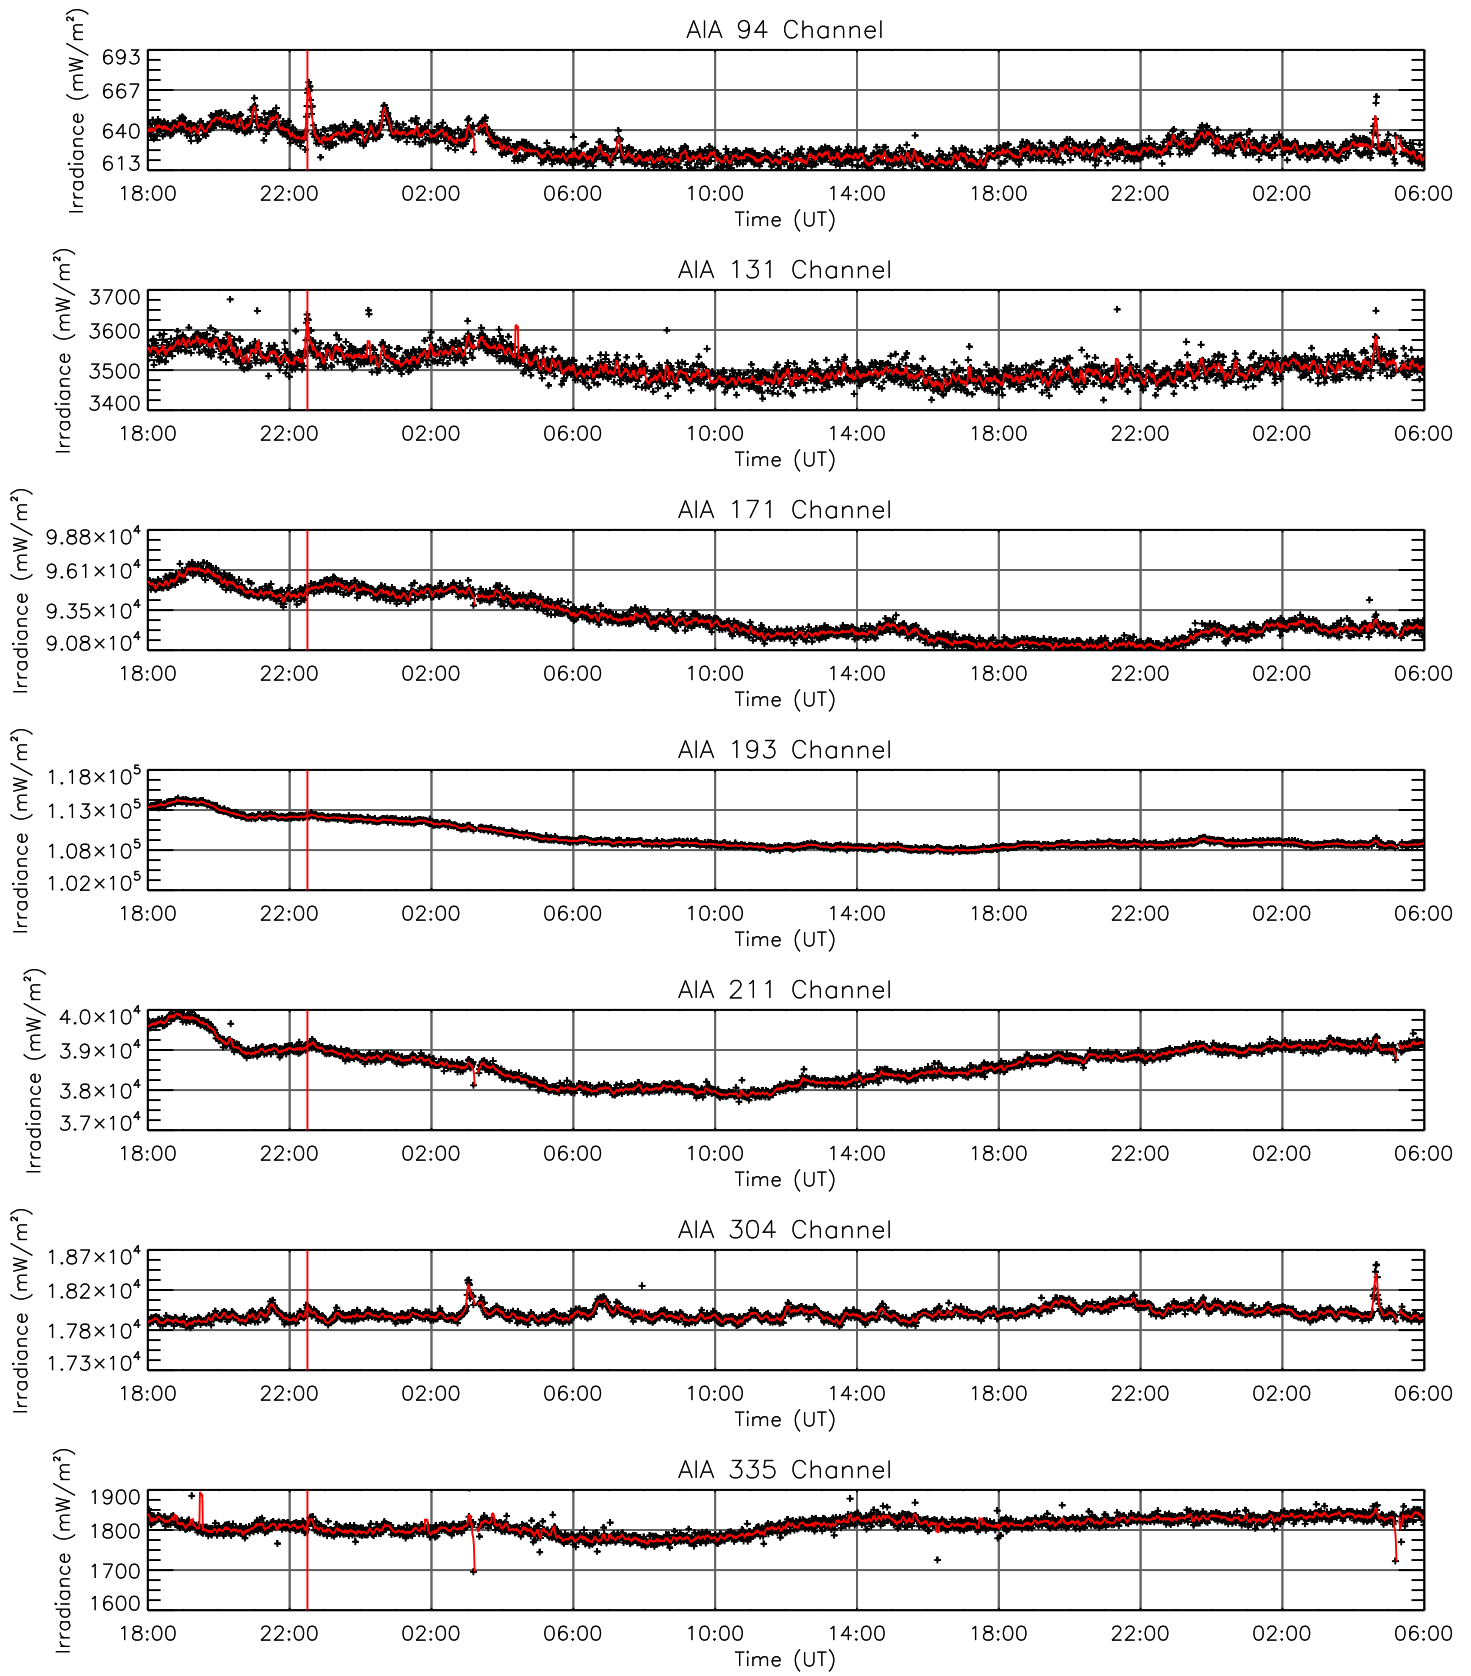 AIA 94 Channel
Irradiance (mW/m²)
693
667
640
613
18:00 22:00 02:00 06:00 10:00 14:00 18:00 22:00 02:00 06:00
Time (UT)
AIA 131 Channel
Irradiance (mW/m²)
3700
3600
3500
3400
18:00 22:00 02:00 06:00 10:00 14:00 18:00 22:00 02:00 06:00
Time (UT)
AIA 171 Channel
Irradiance (mW/m²)
9.88×10⁴
9.61×10⁴
9.35×10⁴
9.08×10⁴
18:00 22:00 02:00 06:00 10:00 14:00 18:00 22:00 02:00 06:00
Time (UT)
AIA 193 Channel
Irradiance (mW/m²)
1.18×10⁵
1.13×10⁵
1.08×10⁵
1.02×10⁵
18:00 22:00 02:00 06:00 10:00 14:00 18:00 22:00 02:00 06:00
Time (UT)
AIA 211 Channel
Irradiance (mW/m²)
4.0×10⁴
3.9×10⁴
3.8×10⁴
3.7×10⁴
18:00 22:00 02:00 06:00 10:00 14:00 18:00 22:00 02:00 06:00
Time (UT)
AIA 304 Channel
Irradiance (mW/m²)
1.87×10⁴
1.82×10⁴
1.78×10⁴
1.73×10⁴
18:00 22:00 02:00 06:00 10:00 14:00 18:00 22:00 02:00 06:00
Time (UT)
AIA 335 Channel
Irradiance (mW/m²)
1900
1800
1700
1600
18:00 22:00 02:00 06:00 10:00 14:00 18:00 22:00 02:00 06:00
Time (UT)